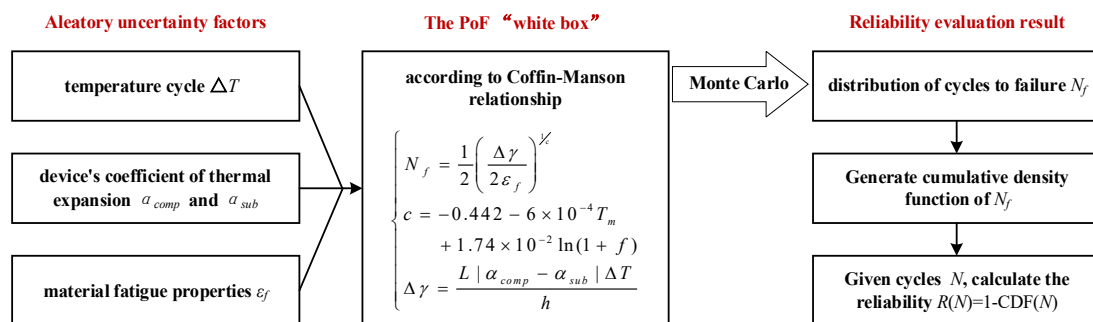 Aleatory uncertainty factors
temperature cycle ΔT
device's coefficient of thermal
expansion α_comp and α_sub
material fatigue properties ε_f
The PoF “white box”
according to Coffin-Manson
relationship
N_f = 1/2 (Δγ / 2ε_f)^{1/c}
c = −0.442 − 6 × 10^{−4} T_m
+ 1.74 × 10^{−2} ln(1 + f)
Δγ = L | α_comp − α_sub | ΔT / h
Monte Carlo
Reliability evaluation result
distribution of cycles to failure N_f
Generate cumulative density
function of N_f
Given cycles N, calculate the
reliability R(N)=1-CDF(N)